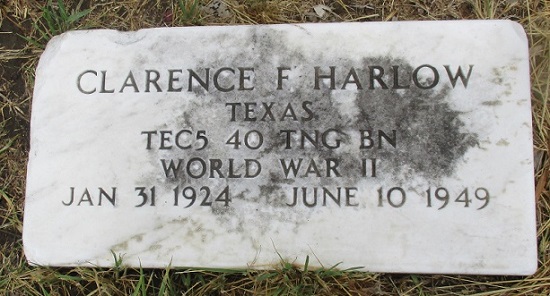 CLARENCE F HARLOW
TEXAS
TEC5 40 TNG BN
WORLD WAR II
JAN 31 1924 JUNE 10 1949